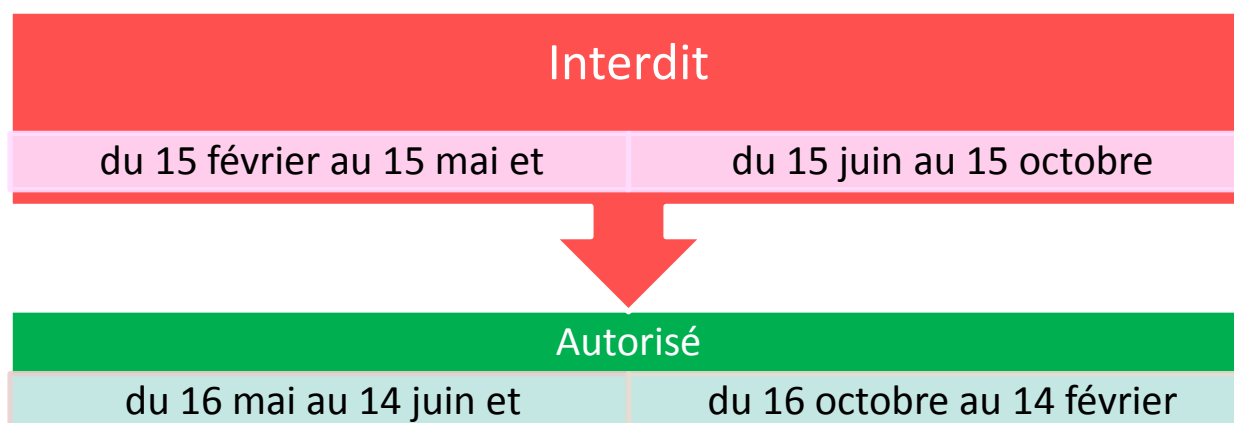 Interdit
du 15 février au 15 mai et
du 15 juin au 15 octobre
Autorisé
du 16 mai au 14 juin et
du 16 octobre au 14 février